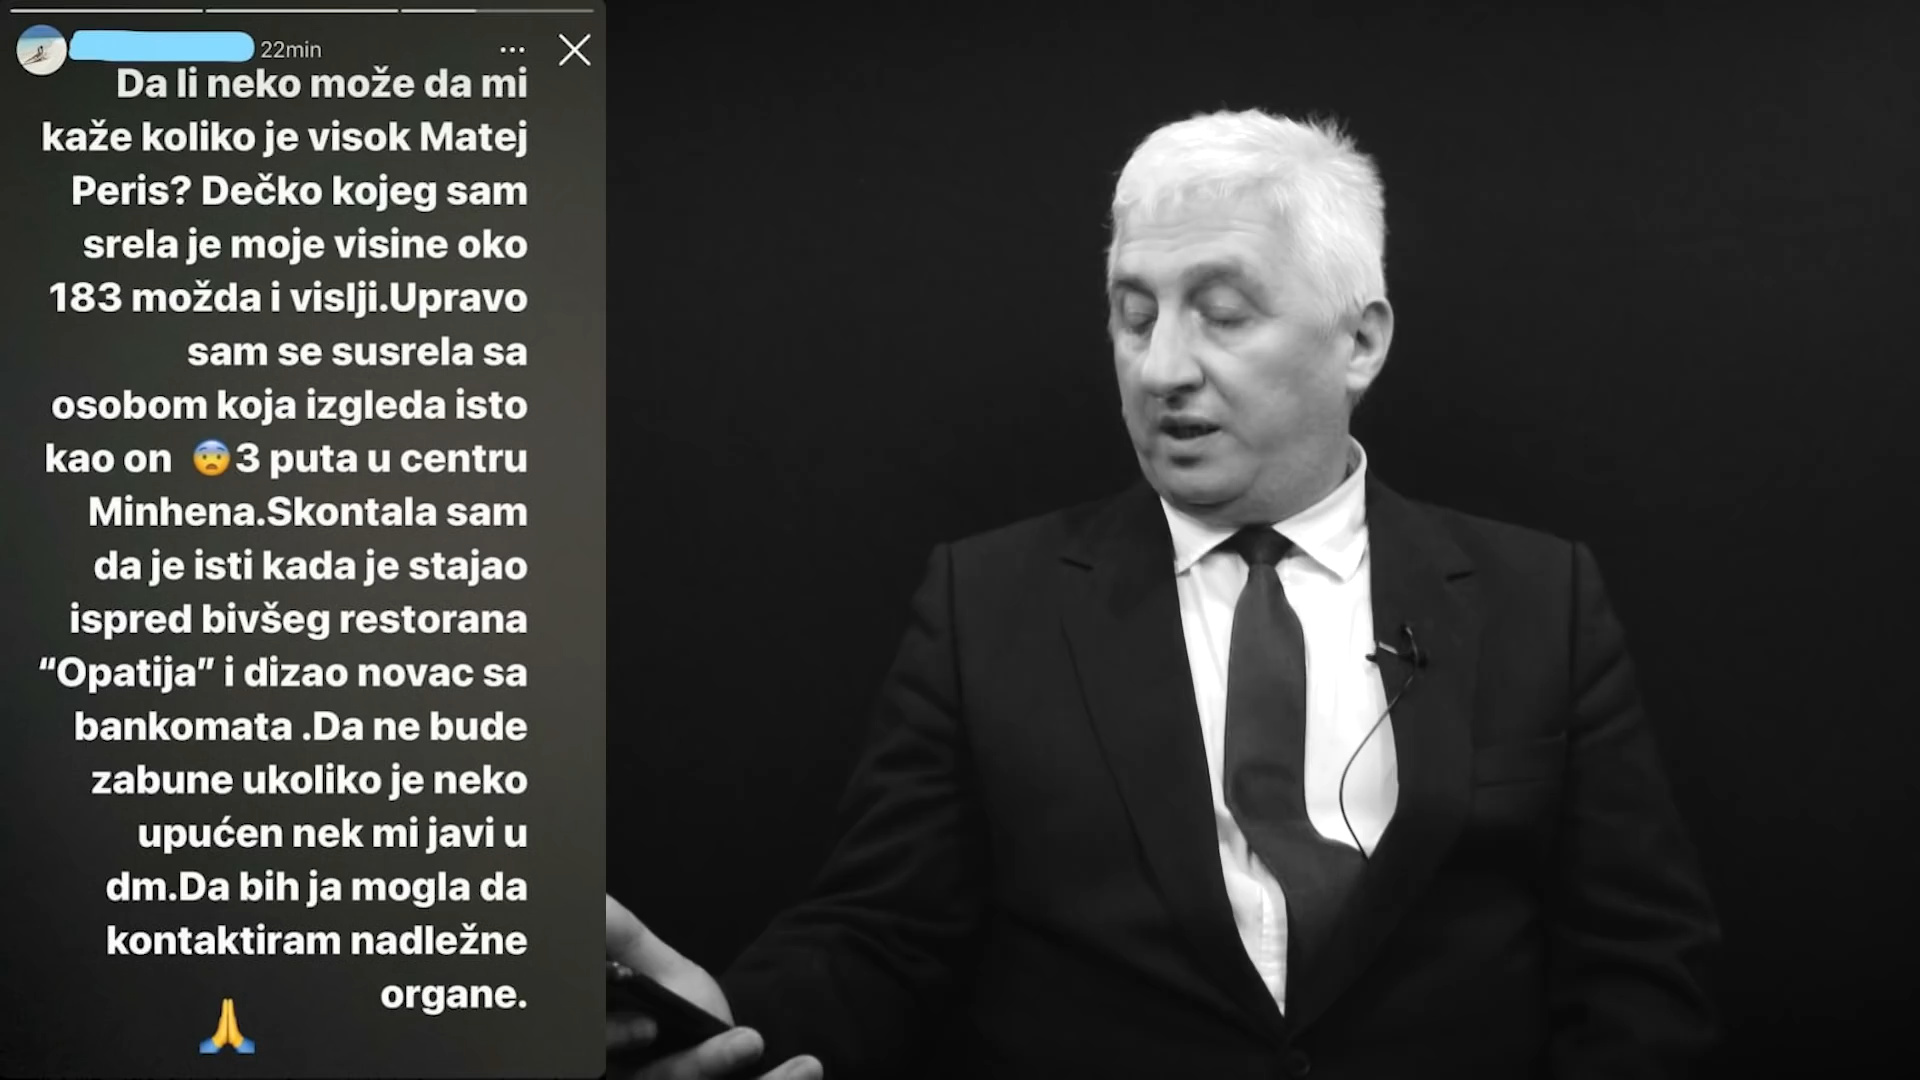 22min
Da li neko može da mi
kaže koliko je visok Matej
Peris? Dečko kojeg sam
srela je moje visine oko
183 možda i vislji.Upravo
sam se susrela sa
osobom koja izgleda isto
kao on 😨3 puta u centru
Minhena.Skontala sam
da je isti kada je stajao
ispred bivšeg restorana
“Opatija” i dizao novac sa
bankomata .Da ne bude
zabune ukoliko je neko
upućen nek mi javi u
dm.Da bih ja mogla da
kontaktiram nadležne
organe.
🙏